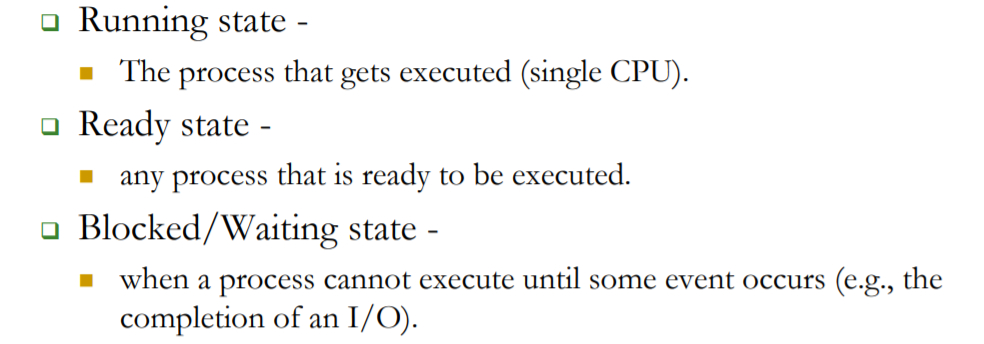 Running state -
The process that gets executed (single CPU).
Ready state -
any process that is ready to be executed.
Blocked/Waiting state -
when a process cannot execute until some event occurs (e.g., the
completion of an I/O).